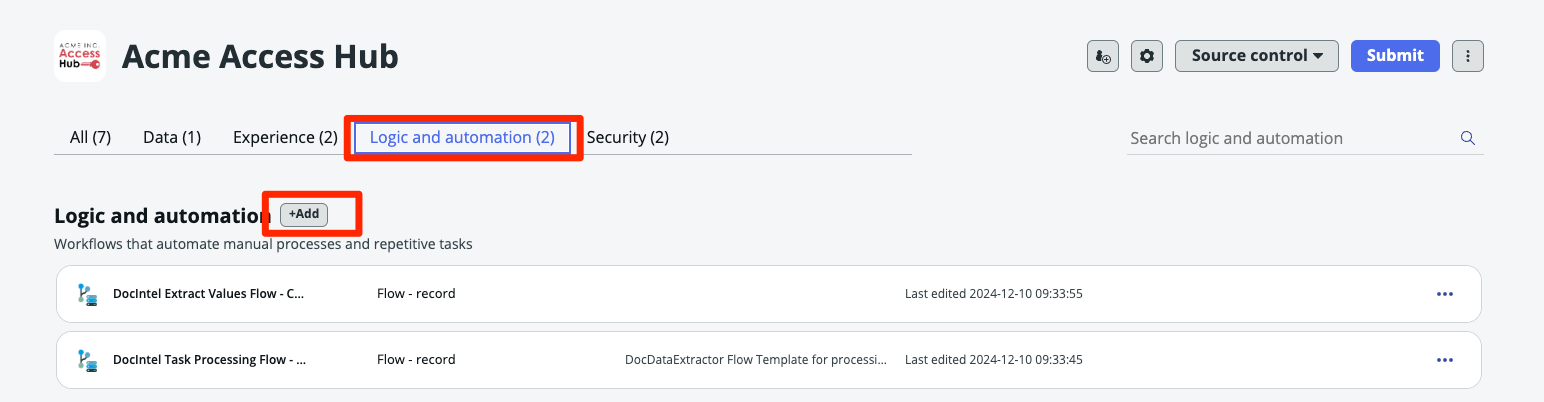 ACME INC.
Access
Hub
Acme Access Hub
Source control
Submit
All (7)
Data (1)
Experience (2)
Logic and automation (2)
Security (2)
Search logic and automation
Logic and automation
+Add
Workflows that automate manual processes and repetitive tasks
DocIntel Extract Values Flow - C... Flow - record Last edited 2024-12-10 09:33:55
DocIntel Task Processing Flow - ... Flow - record DocDataExtractor Flow Template for processi... Last edited 2024-12-10 09:33:45